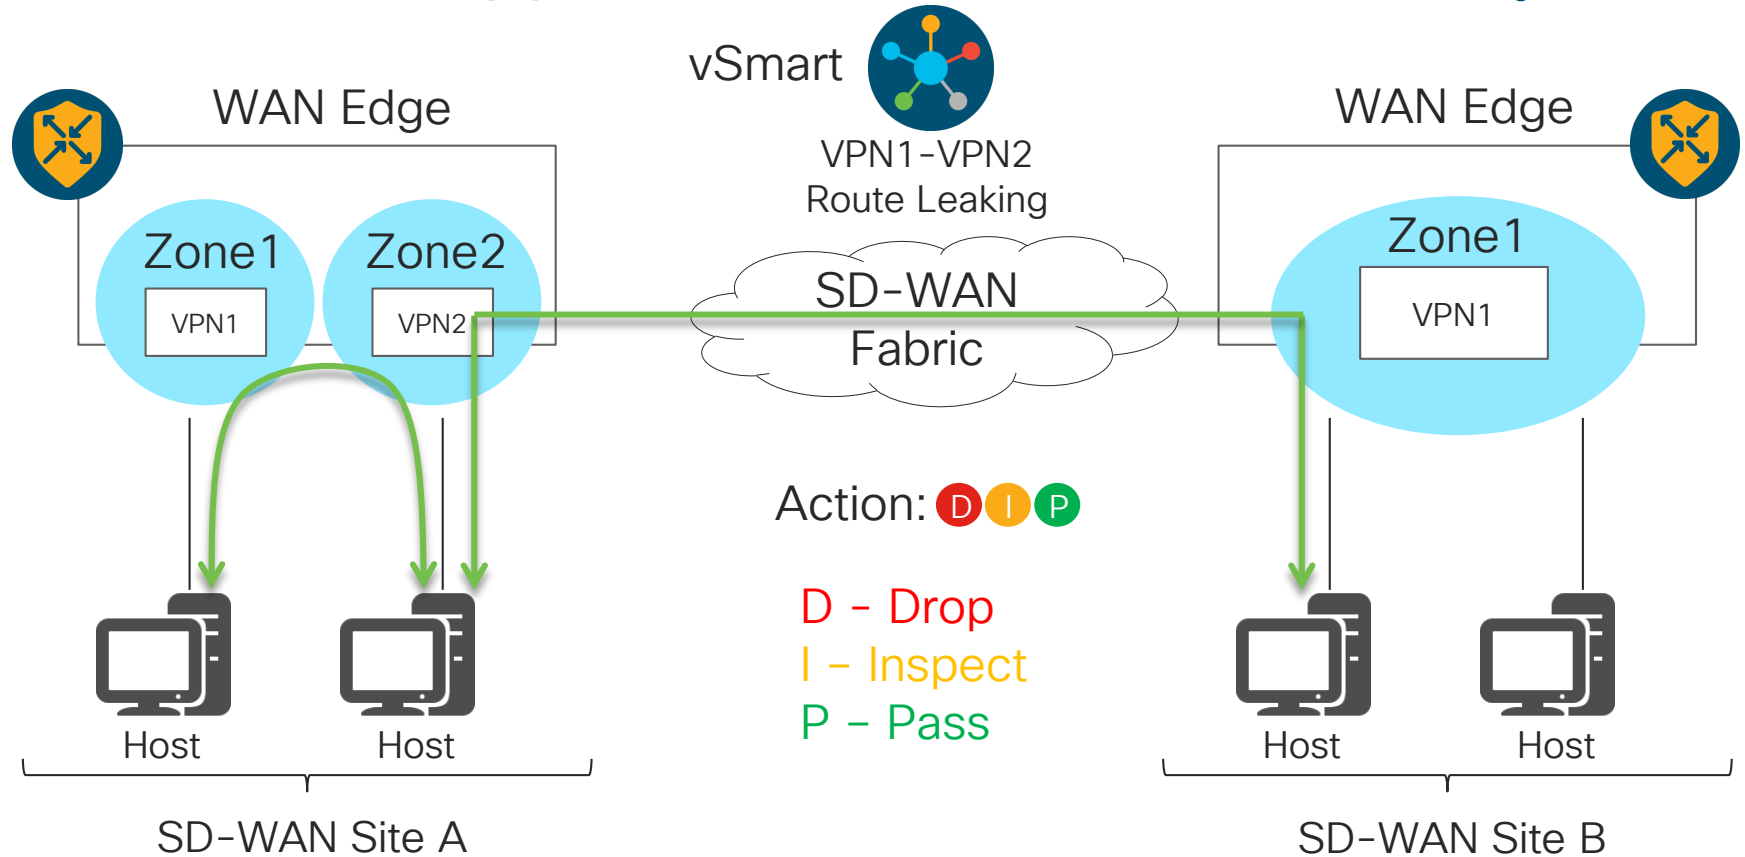 vSmart
WAN Edge
WAN Edge
VPN1-VPN2
Route Leaking
Zone1
Zone2
Zone1
VPN1
VPN2
VPN1
SD-WAN
Fabric
Action: D I P
D - Drop
I - Inspect
P - Pass
Host
Host
Host
Host
SD-WAN Site A
SD-WAN Site B